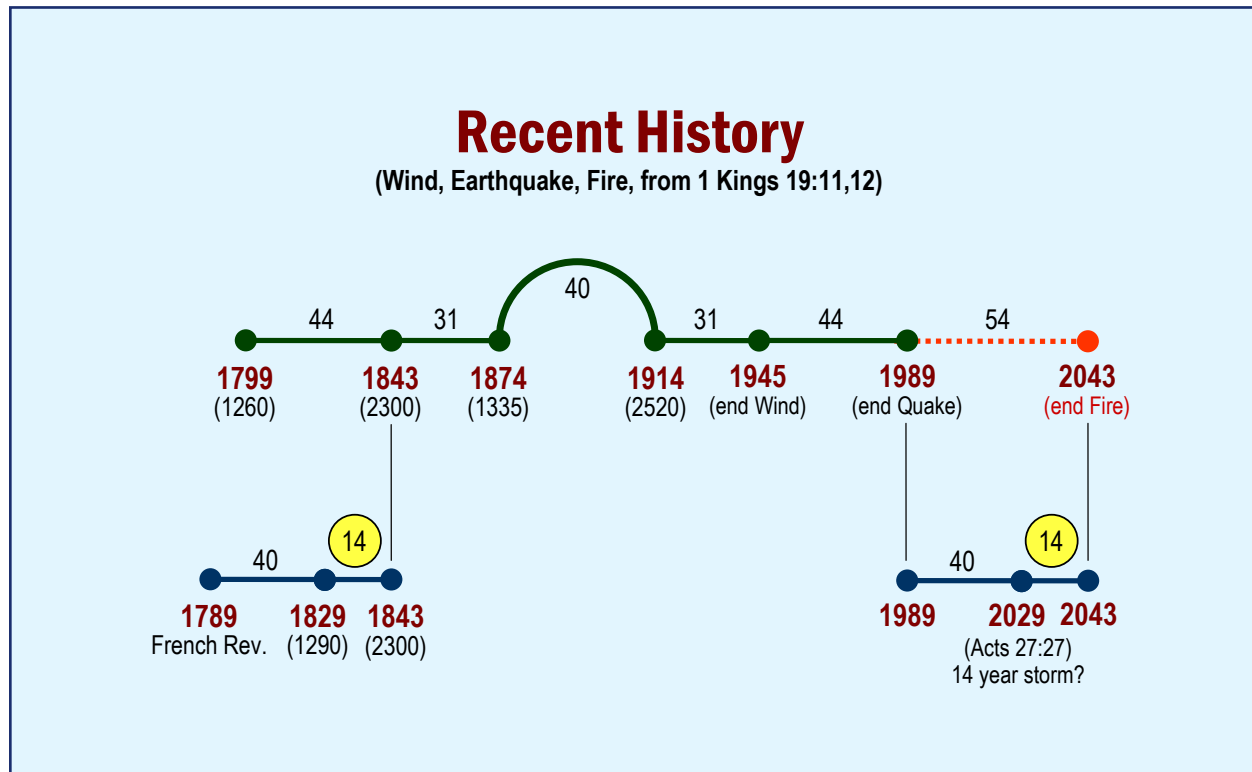 Recent History
(Wind, Earthquake, Fire, from 1 Kings 19:11,12)
40
44 31 31 44 54
1799 1843 1874 1914 1945 1989 2043
(1260) (2300) (1335) (2520) (end Wind) (end Quake) (end Fire)
40 14 40 14
1789 1829 1843 1989 2029 2043
French Rev. (1290) (2300) (Acts 27:27)
14 year storm?